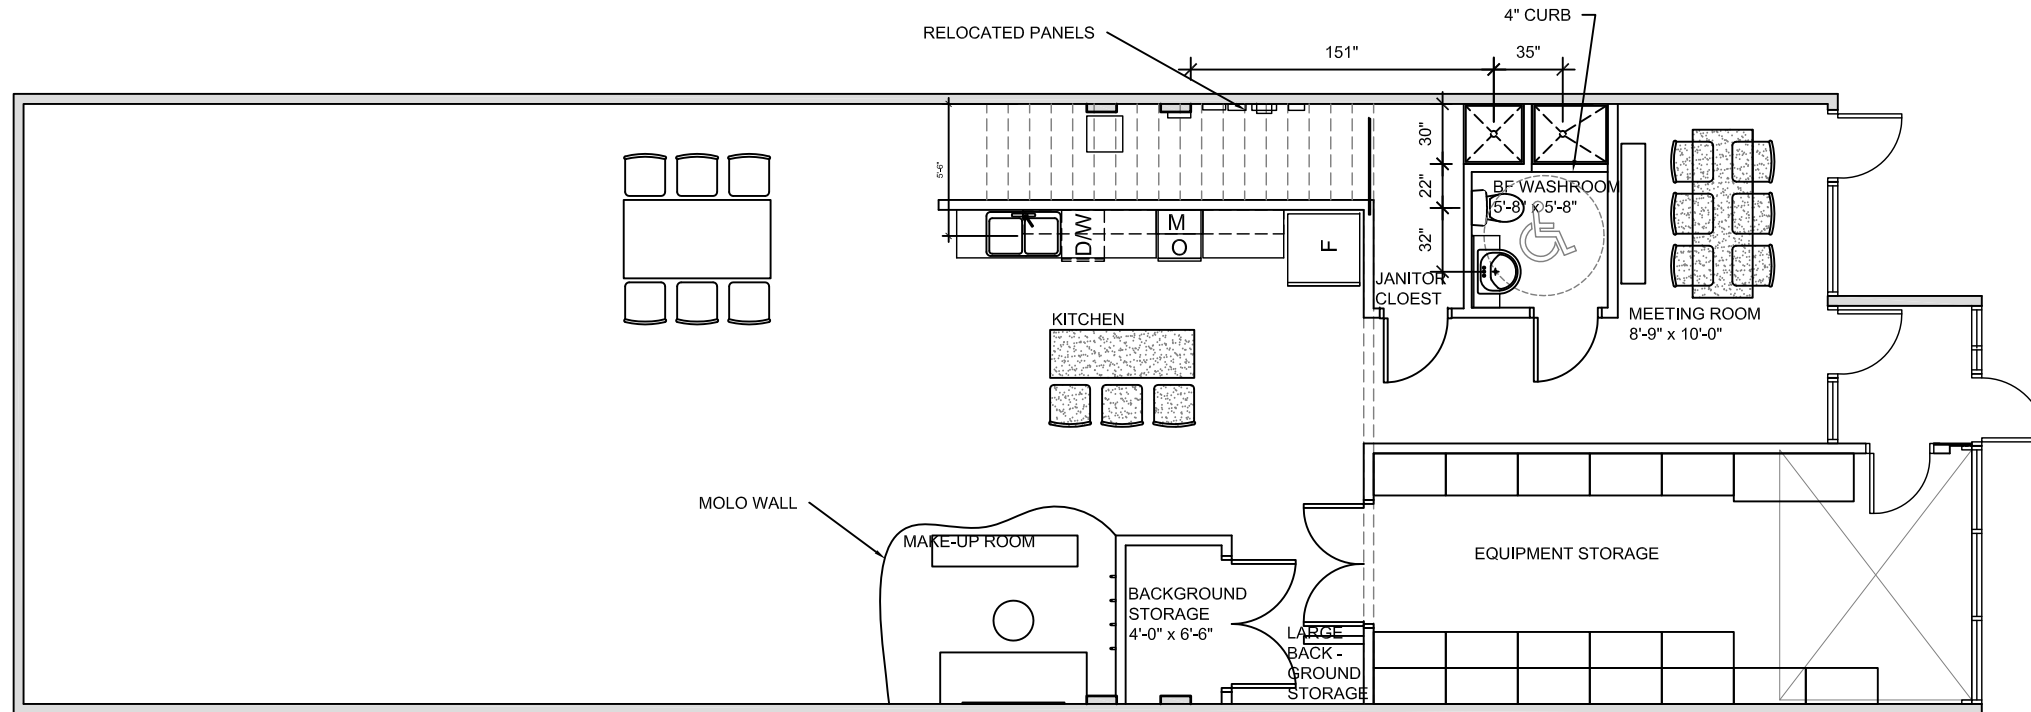 4" CURB
RELOCATED PANELS
151"
35"
30"
5'-6"
22"
BF WASHROOM
5'-8" x 5'-8"
32"
D/W
M
O
F
JANITOR
CLOEST
KITCHEN
MEETING ROOM
8'-9" x 10'-0"
MOLO WALL
MAKE-UP ROOM
EQUIPMENT STORAGE
BACKGROUND
STORAGE
4'-0" x 6'-6"
LARGE
BACK -
GROUND
STORAGE